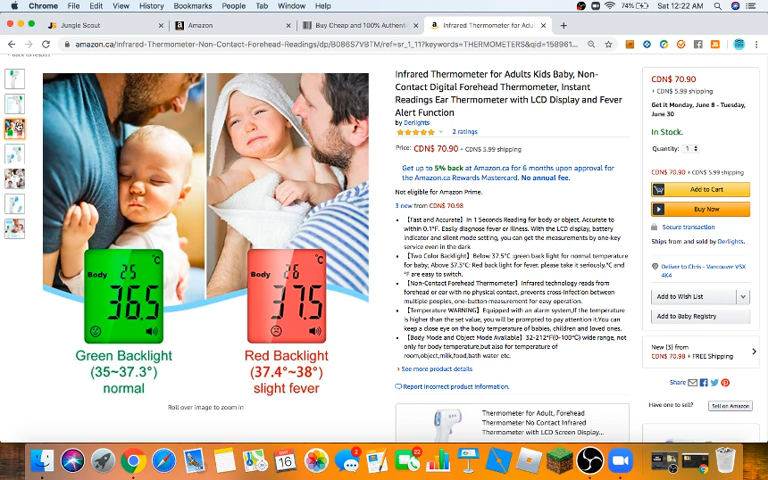 Chrome File Edit View History Bookmarks People Tab Window Help
74% Sat 12:22 AM
Jungle Scout
Amazon
Buy Cheap and 100% Authenti
Infrared Thermometer for Adul
amazon.ca/Infrared-Thermometer-Non-Contact-Forehead-Readings/dp/B086S7VBTM/ref=sr_1_11?keywords=THERMOMETERS&qid=158961...
Infrared Thermometer for Adults Kids Baby, Non-
Contact Digital Forehead Thermometer, Instant
Readings Ear Thermometer with LCD Display and Fever
Alert Function
by Derlights
2 ratings
Price: CDN$ 70.90 + CDN$ 5.99 shipping
Get up to 5% back at Amazon.ca for 6 months upon approval for
the Amazon.ca Rewards Mastercard. No annual fee.
Not eligible for Amazon Prime.
3 new from CDN$ 70.98
• 【Fast and Accurate】In 1 Seconds Reading for body or object, Accurate to
within 0.1°F. Easily diagnose fever or illness. With the LCD display, battery
indicator and silent mode setting, you can get the measurements by one-key
service even in the dark
• 【Two Color Backlight】Below 37.5°C green back light for normal temperature
for baby; Above 37.5°C: Red back light for fever, please take it seriously.°C and
°F are easy to switch.
• 【Non-Contact Forehead Thermometer】Infrared technology reads from
forehead or ear with no physical contact, prevents cross-infection between
multiple peoples, one-button measurement for easy operation.
• 【Temperature WARNING】Equipped with an alarm system,if the temperature
is higher than the set value, you will be prompted to pay attention it.You can
keep a close eye on the body temperature of babies, children and loved ones.
• 【Body Mode and Object Mode Available】32-212°F(0-100°C) wide range, not
only for body temperature,but also for temperature of
room,object,milk,food,bath water etc.
› See more product details
Report incorrect product information.
Thermometer for Adult, Forehead
Thermometer No Contact Infrared
Thermometer with LCD Screen Display...
°C
Body 25
36.5
°C
Body 26
37.5
Green Backlight
(35~37.3°)
normal
Red Backlight
(37.4°~38°)
slight fever
Roll over image to zoom in
CDN$ 70.90
+ CDN$ 5.99 shipping
Get it Monday, June 8 - Tuesday,
June 30
In Stock.
Quantity: 1
CDN$ 70.90 + CDN$ 5.99 shipping
Add to Cart
Buy Now
Secure transaction
Ships from and sold by Derlights.
Deliver to Chris - Vancouver V5X
4K4
Add to Wish List
Add to Baby Registry
New (3) from
CDN$ 70.98 + FREE Shipping
Share
Have one to sell?
Sell on Amazon
16